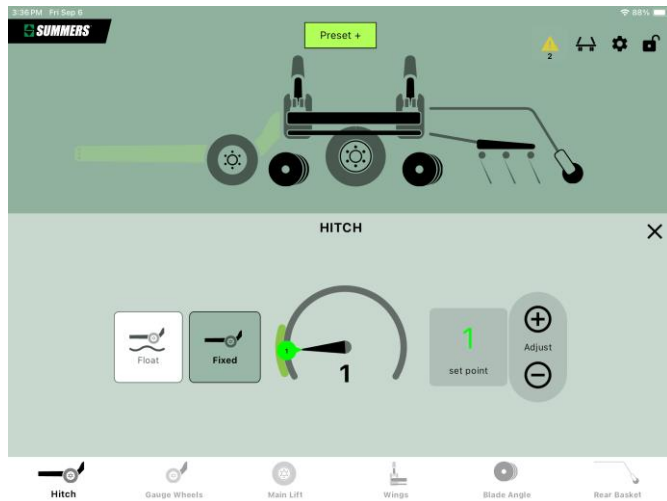 3:36 PM Fri Sep 6
88%
SUMMERS
Preset +
2
HITCH
Float
Fixed
1
1
1
set point
Adjust
Hitch
Gauge Wheels
Main Lift
Wings
Blade Angle
Rear Basket